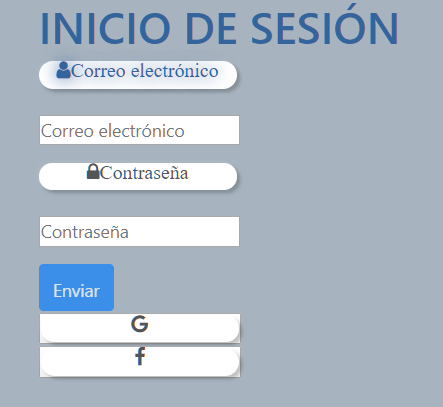 INICIO DE SESIÓN
Correo electrónico
Correo electrónico
Contraseña
Contraseña
Enviar
G
f